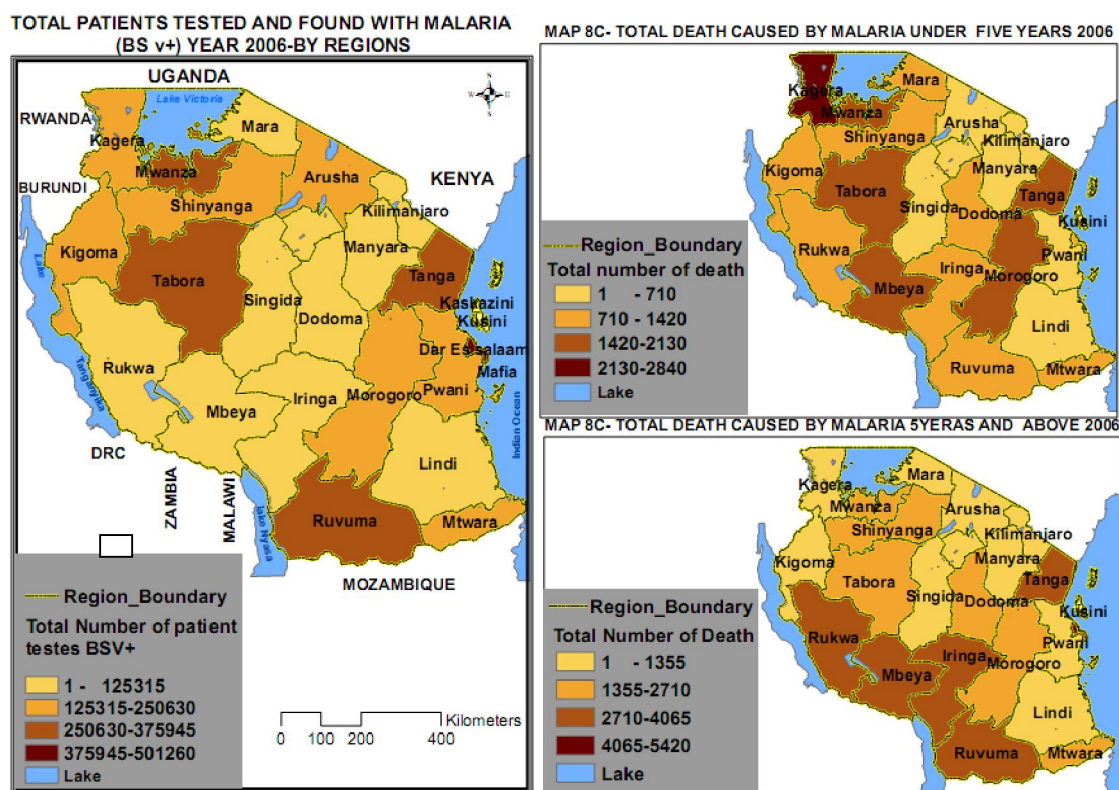 TOTAL PATIENTS TESTED AND FOUND WITH MALARIA
(BS v+) YEAR 2006-BY REGIONS
UGANDA
Lake Victoria
RWANDA
Mara
Kagera
Mwanza
Arusha
KENYA
BURUNDI
Shinyanga
Kilimanjaro
Kigoma
Manyara
Lake
Tabora
Tanga
Singida
Kaskazini
Kusini
Dodoma
Dar Es salaam
Rukwa
Mafia
Tanganyika
Iringa
Morogoro
Pwani
Mbeya
Indian Ocean
DRC
Lindi
ZAMBIA
MALAWI
lake Nyasa
Ruvuma
Mtwara
MOZAMBIQUE
Region_Boundary
Total Number of patient
testes BSV+
1 - 125315
125315-250630
250630-375945
375945-501260
Lake
Kilometers
0 100 200 400
MAP 8C- TOTAL DEATH CAUSED BY MALARIA UNDER FIVE YEARS 2006
Mara
Kagera
Mwanza
Arusha
Shinyanga
Kilimanjaro
Kigoma
Manyara
Tabora
Tanga
Singida
Dodoma
Kusini
Rukwa
Pwani
Iringa
Morogoro
Mbeya
Lindi
Ruvuma
Mtwara
Region_Boundary
Total number of death
1 - 710
710 - 1420
1420-2130
2130-2840
Lake
MAP 8C- TOTAL DEATH CAUSED BY MALARIA 5YERAS AND ABOVE 2006
Mara
Kagera
Mwanza
Arusha
Shinyanga
Kilimanjaro
Kigoma
Manyara
Tabora
Tanga
Singida
Dodoma
Kusini
Rukwa
Pwani
Iringa
Morogoro
Mbeya
Lindi
Ruvuma
Mtwara
Region_Boundary
Total Number of Death
1 - 1355
1355-2710
2710-4065
4065-5420
Lake